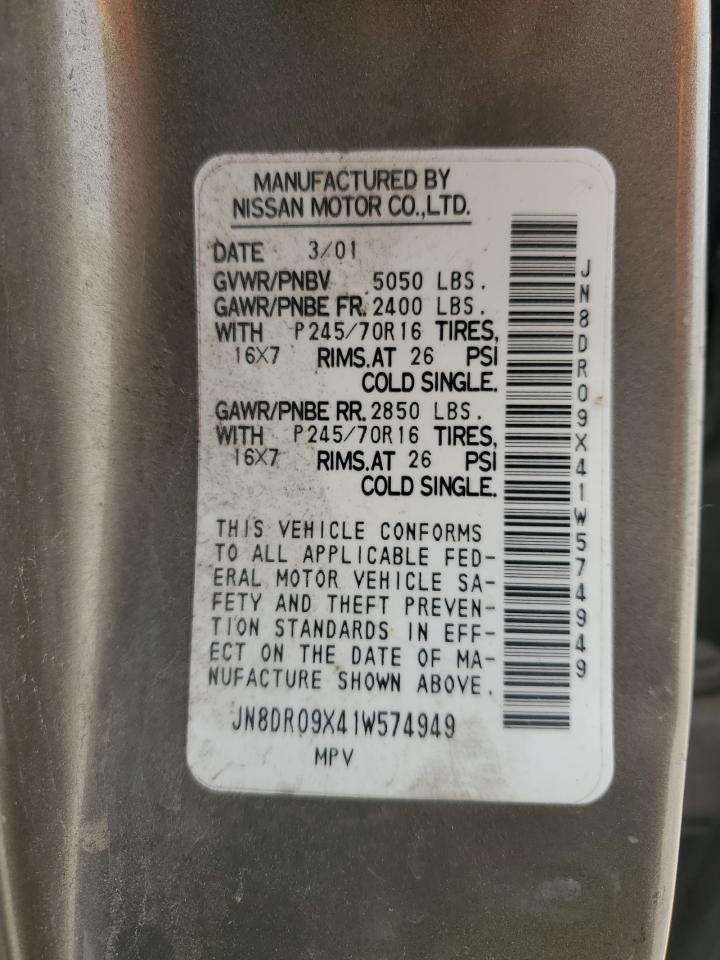 MANUFACTURED BY
NISSAN MOTOR CO.,LTD.
DATE 3/01
GVWR/PNBV 5050 LBS.
GAWR/PNBE FR. 2400 LBS.
WITH P245/70R16 TIRES,
16X7 RIMS.AT 26 PSI
COLD SINGLE.
GAWR/PNBE RR. 2850 LBS.
WITH P245/70R16 TIRES,
16X7 RIMS.AT 26 PSI
COLD SINGLE.
THIS VEHICLE CONFORMS
TO ALL APPLICABLE FED-
ERAL MOTOR VEHICLE SA-
FETY AND THEFT PREVEN-
TION STANDARDS IN EFF-
ECT ON THE DATE OF MA-
NUFACTURE SHOWN ABOVE.
JN8DR09X41W574949
MPV
JN8DR09X41W574949